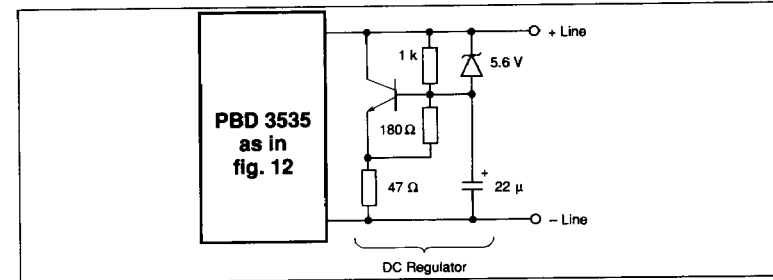 + Line
1 k
5.6 V
PBD 3535
as in
fig. 12
180 Ω
47 Ω
+
22 μ
– Line
DC Regulator